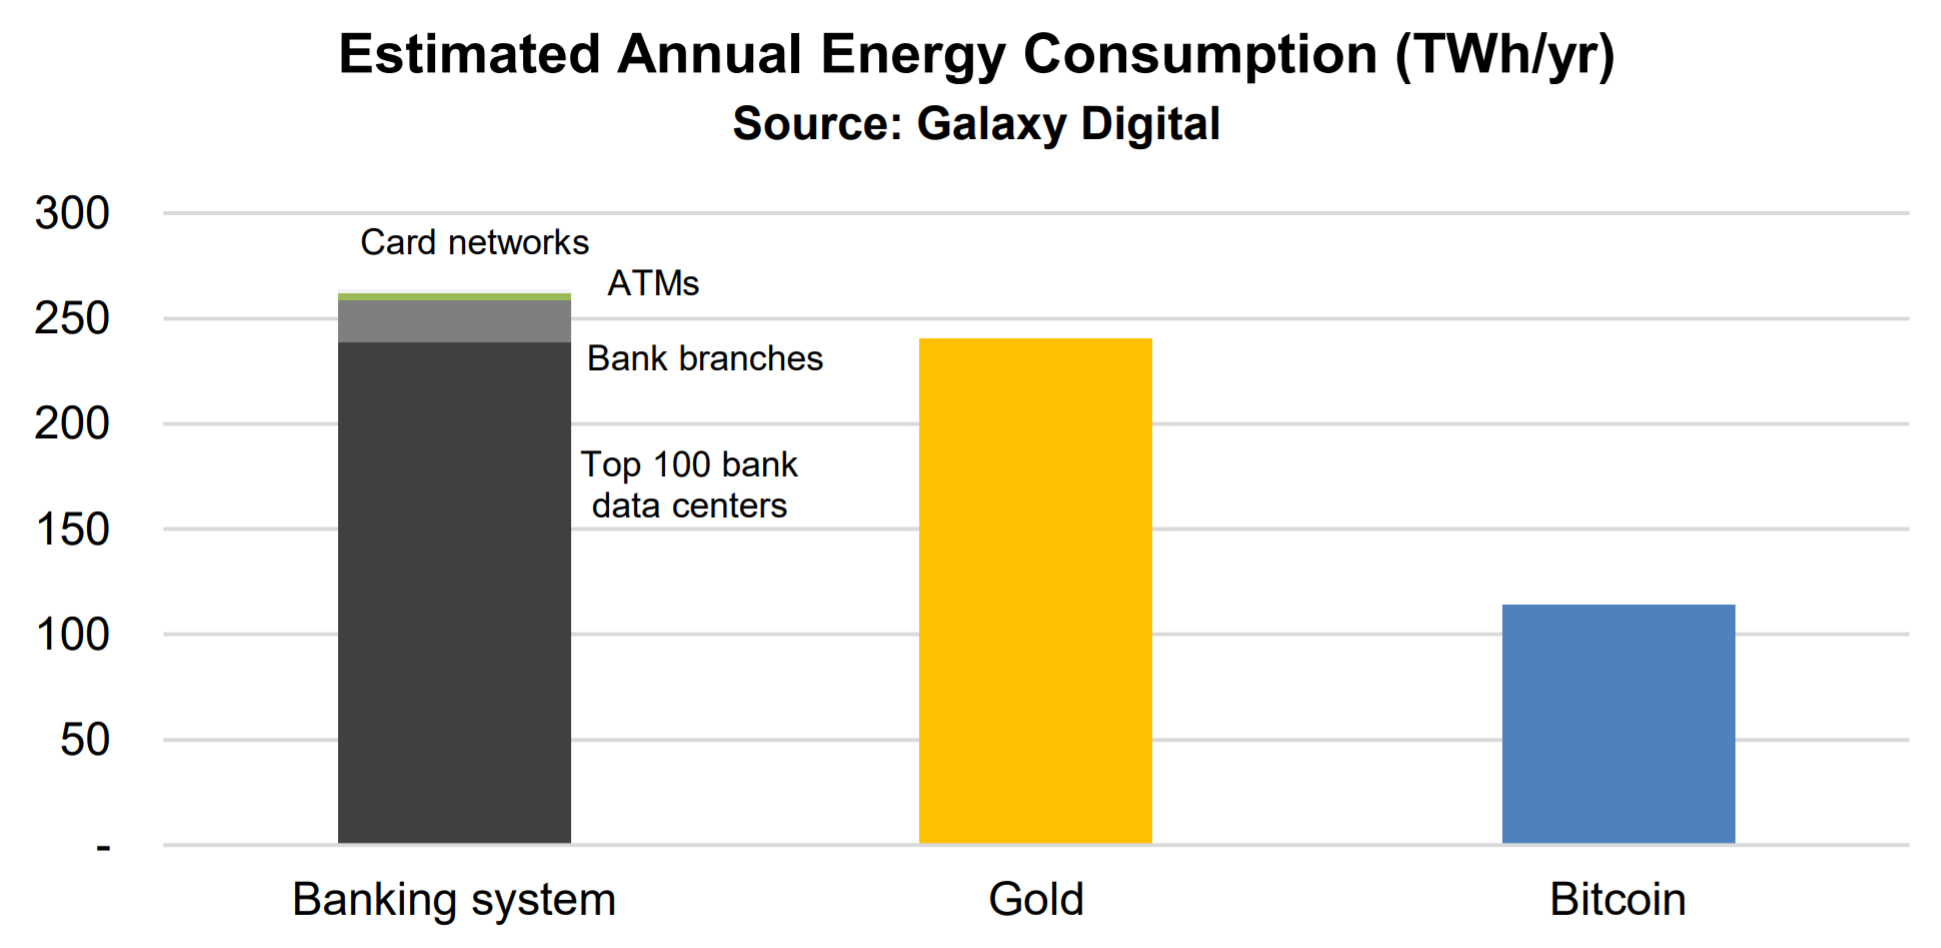 Estimated Annual Energy Consumption (TWh/yr)
Source: Galaxy Digital
300
250
200
150
100
50
-
Card networks
ATMs
Bank branches
Top 100 bank
data centers
Banking system
Gold
Bitcoin